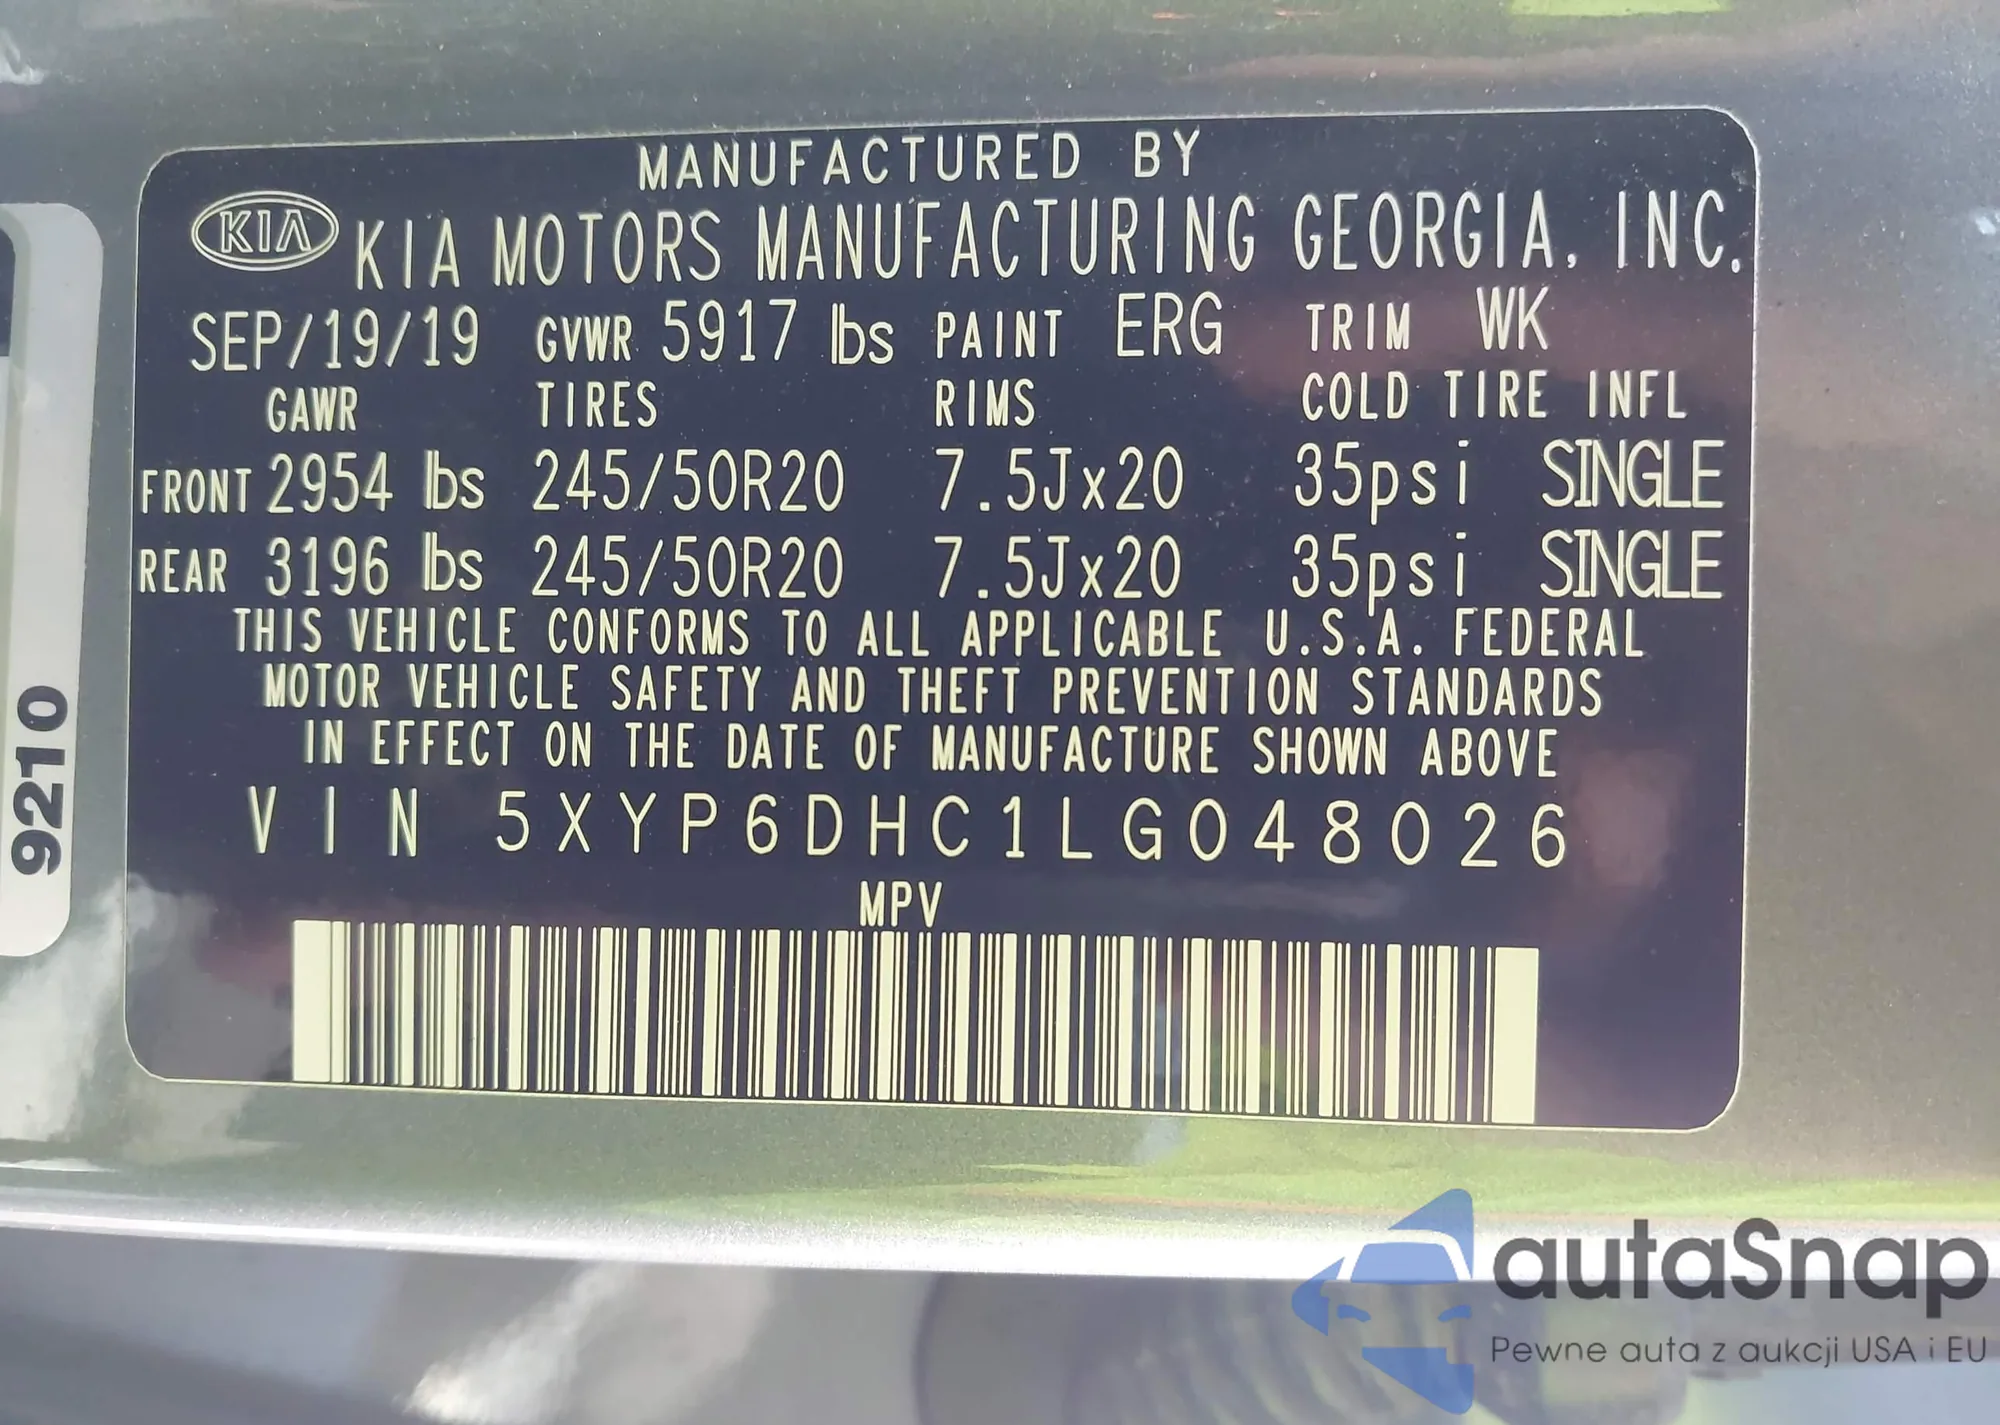 MANUFACTURED BY
KIA KIA MOTORS MANUFACTURING GEORGIA, INC.
SEP/19/19 GVWR 5917 lbs PAINT ERG TRIM WK
GAWR TIRES RIMS COLD TIRE INFL
FRONT 2954 lbs 245/50R20 7.5Jx20 35psi SINGLE
REAR 3196 lbs 245/50R20 7.5Jx20 35psi SINGLE
THIS VEHICLE CONFORMS TO ALL APPLICABLE U.S.A. FEDERAL
MOTOR VEHICLE SAFETY AND THEFT PREVENTION STANDARDS
IN EFFECT ON THE DATE OF MANUFACTURE SHOWN ABOVE
VIN 5XYP6DHC1LG048026
MPV
9210
autaSnap
Pewne auta z aukcji USA i EU